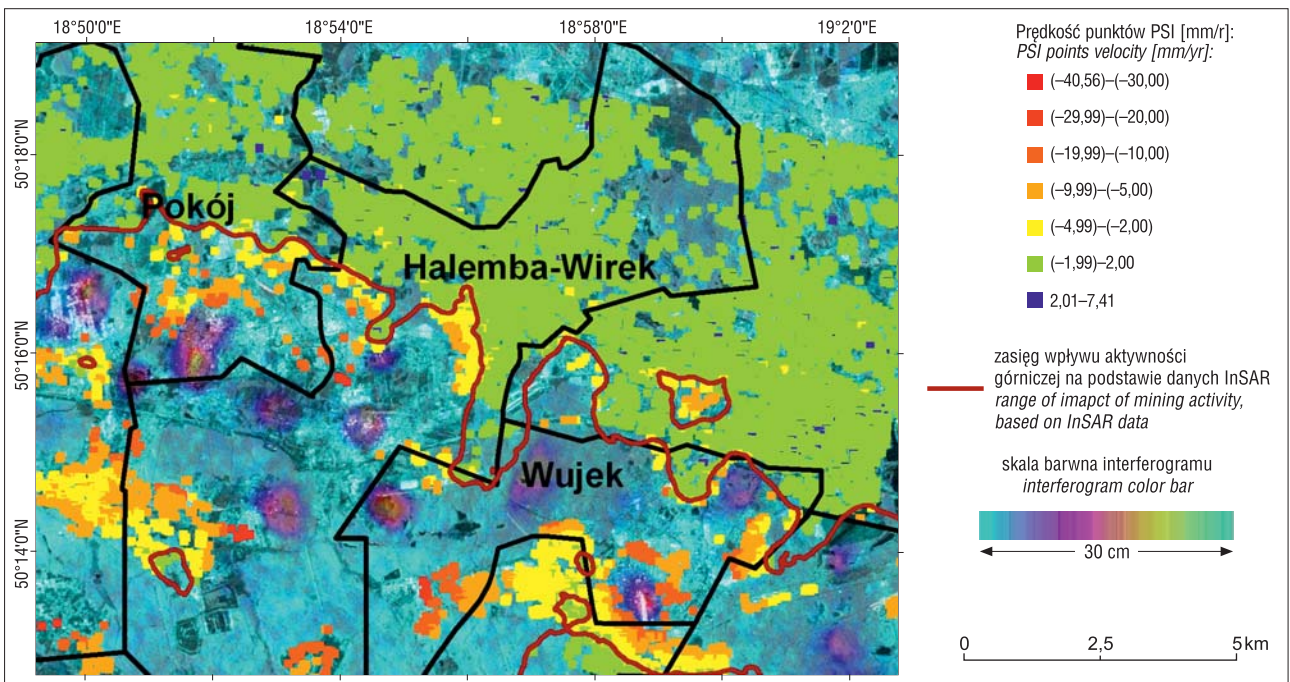 18°50'0"E 18°54'0"E 18°58'0"E 19°2'0"E
50°18'0"N
50°16'0"N
50°14'0"N
Pokój
Halemba-Wirek
Wujek
Prędkość punktów PSI [mm/r]:
PSI points velocity [mm/yr]:
(–40,56)–(–30,00)
(–29,99)–(–20,00)
(–19,99)–(–10,00)
(–9,99)–(–5,00)
(–4,99)–(–2,00)
(–1,99)–2,00
2,01–7,41
zasięg wpływu aktywności
górniczej na podstawie danych InSAR
range of imapct of mining activity,
based on InSAR data
skala barwna interferogramu
interferogram color bar
30 cm
0 2,5 5 km